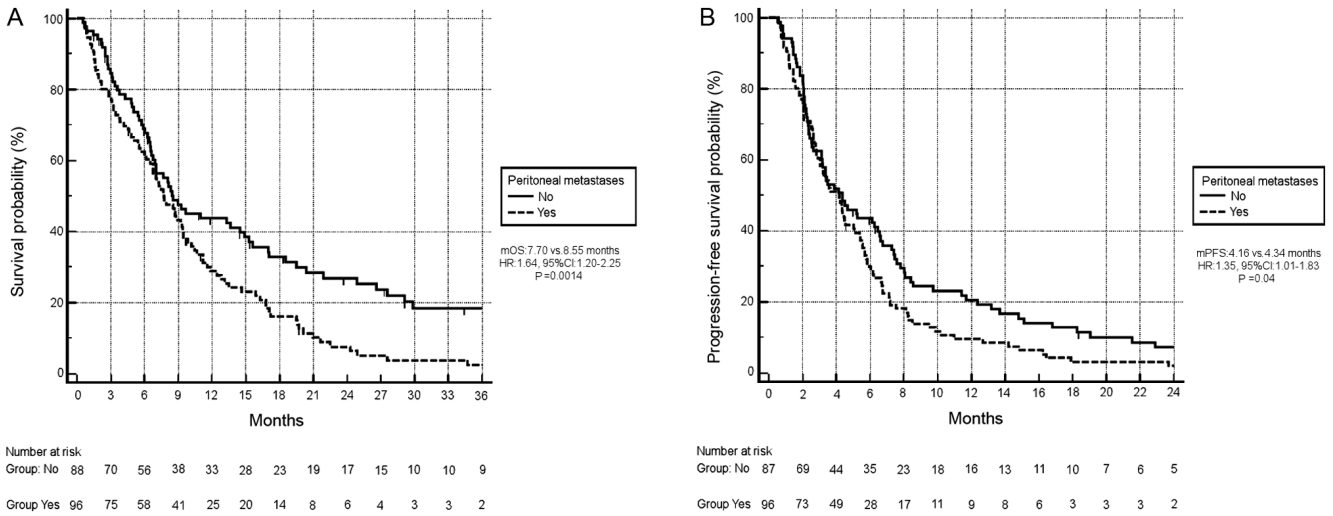 A
Survival probability (%)
100
80
60
40
20
0
0 3 6 9 12 15 18 21 24 27 30 33 36
Months
Peritoneal metastases
No
Yes
mOS:7.70 vs.8.55 months
HR:1.64, 95%CI:1.20-2.25
P =0.0014
Number at risk
Group: No 88 70 56 38 33 28 23 19 17 15 10 10 9
Group Yes 96 75 58 41 25 20 14 8 6 4 3 3 2
B
Progression-free survival probability (%)
100
80
60
40
20
0
0 2 4 6 8 10 12 14 16 18 20 22 24
Months
Peritoneal metastases
No
Yes
mPFS:4.16 vs.4.34 months
HR:1.35, 95%CI:1.01-1.83
P =0.04
Number at risk
Group: No 87 69 44 35 23 18 16 13 11 10 7 6 5
Group Yes 96 73 49 28 17 11 9 8 6 3 3 3 2